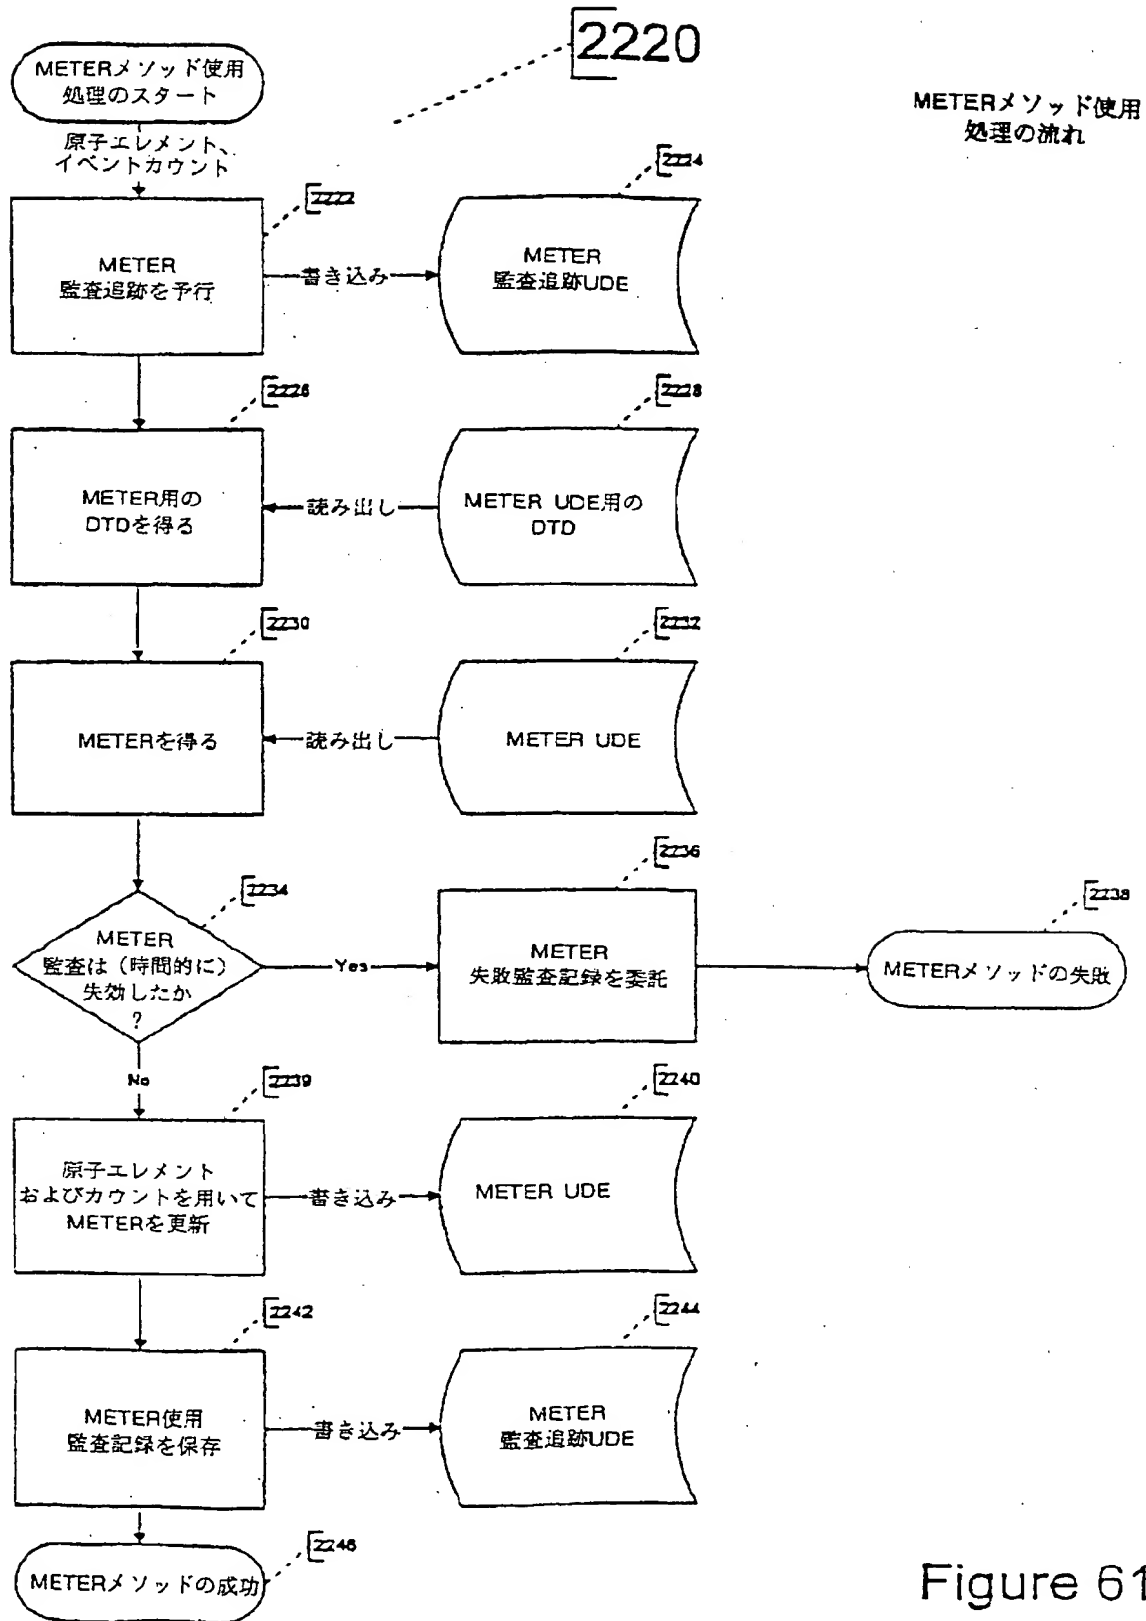 2220
METERメソッド使用
処理の流れ
METERメソッド使用
処理のスタート
原子エレメント、
イベントカウント
2222
METER
監査追跡を予行
書き込み
2224
METER
監査追跡UDE
2226
METER用の
DTDを得る
読み出し
2228
METER UDE用の
DTD
2230
METERを得る
読み出し
2232
METER UDE
2234
METER
監査は(時間的に)
失効したか
?
Yes
2236
METER
失敗監査記録を委託
2238
METERメソッドの失敗
No
2239
原子エレメント
およびカウントを用いて
METERを更新
書き込み
2240
METER UDE
2242
METER使用
監査記録を保存
書き込み
2244
METER
監査追跡UDE
2246
METERメソッドの成功
Figure 61